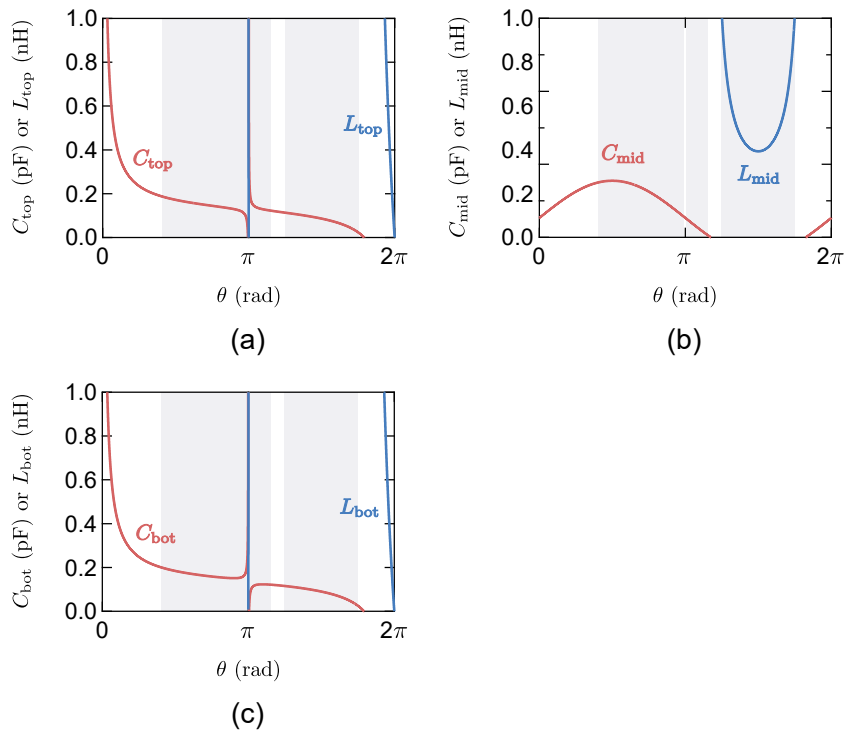 C_top (pF) or L_top (nH)
1.0
0.8
0.6
0.4
0.2
0.0
C_top
L_top
0
π
2π
θ (rad)
(a)
C_mid (pF) or L_mid (nH)
1.0
0.8
0.6
0.4
0.2
0.0
C_mid
L_mid
0
π
2π
θ (rad)
(b)
C_bot (pF) or L_bot (nH)
1.0
0.8
0.6
0.4
0.2
0.0
C_bot
L_bot
0
π
2π
θ (rad)
(c)